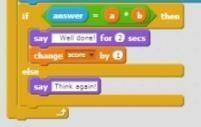 if answer = a * b then
say Well done! for 2 secs
change score by 1
else
say Think again!